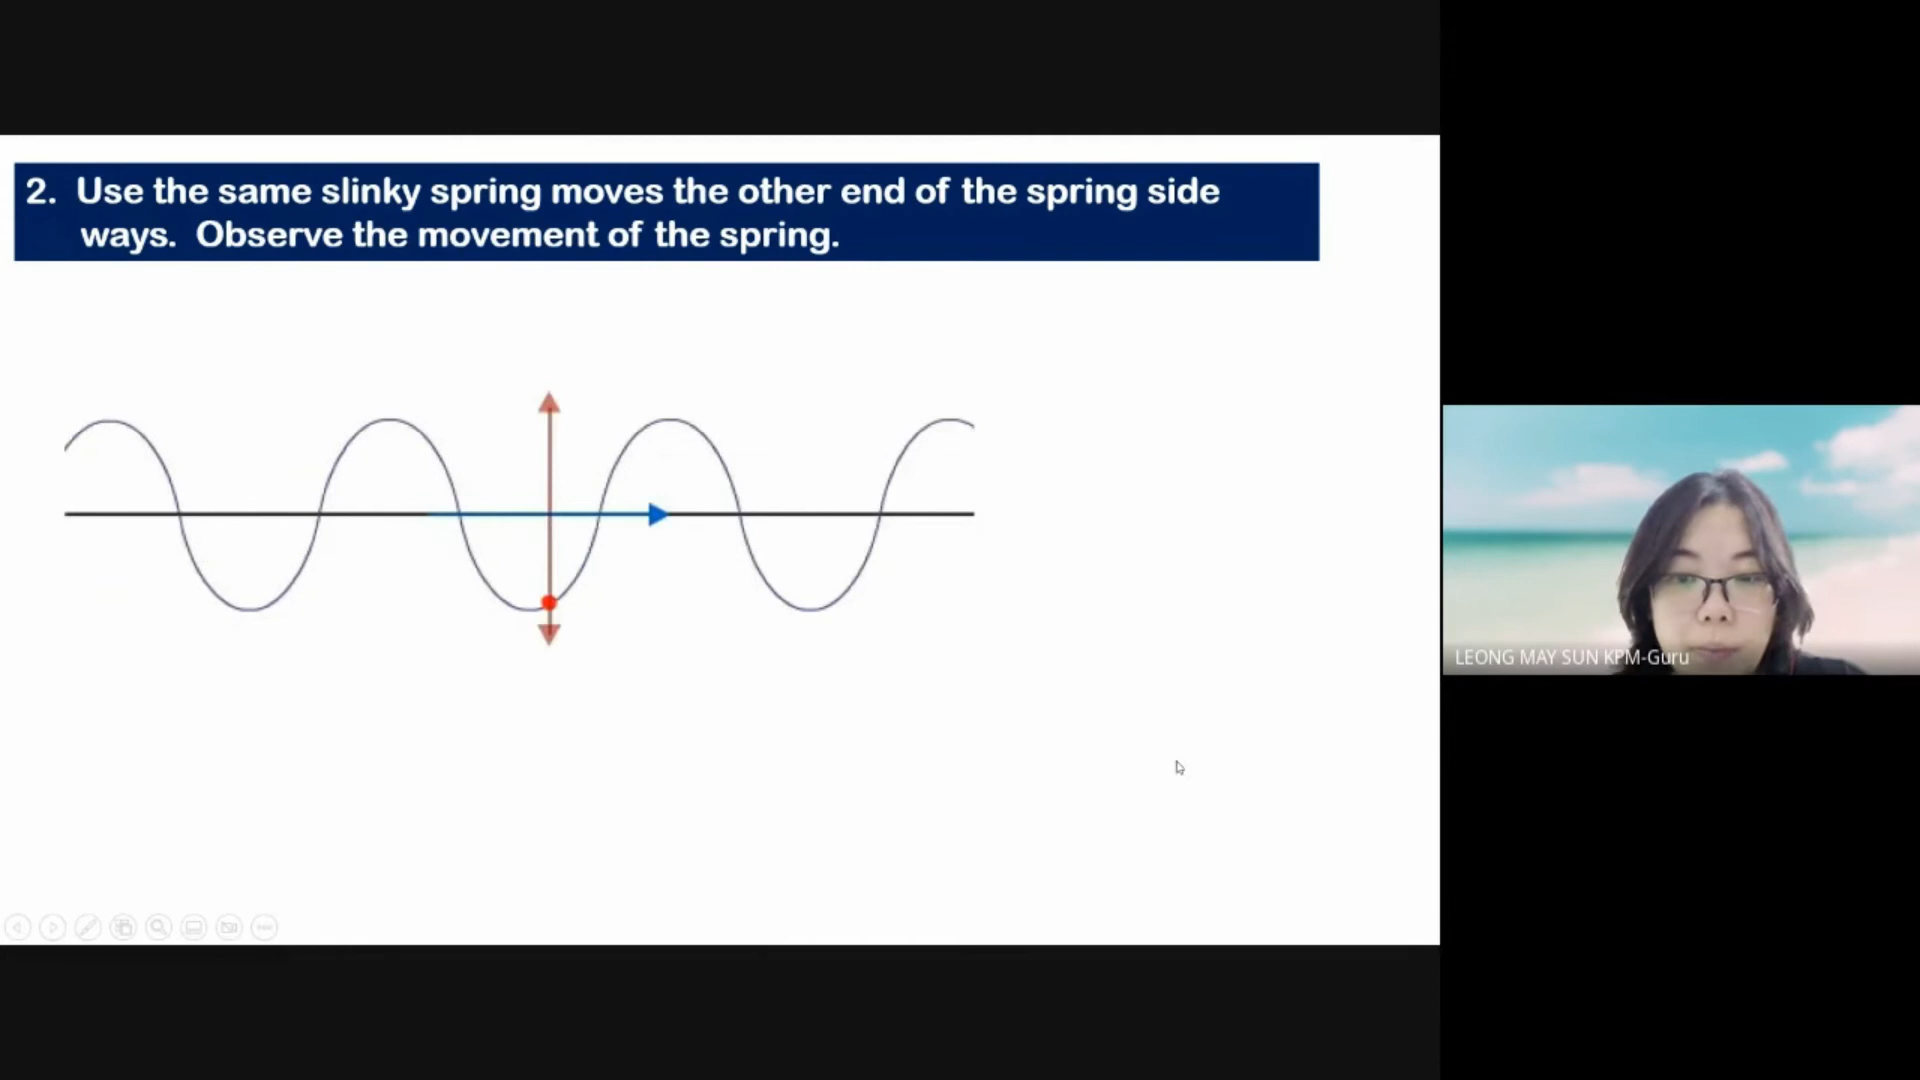 2. Use the same slinky spring moves the other end of the spring side
ways. Observe the movement of the spring.
LEONG MAY SUN KPM-Guru